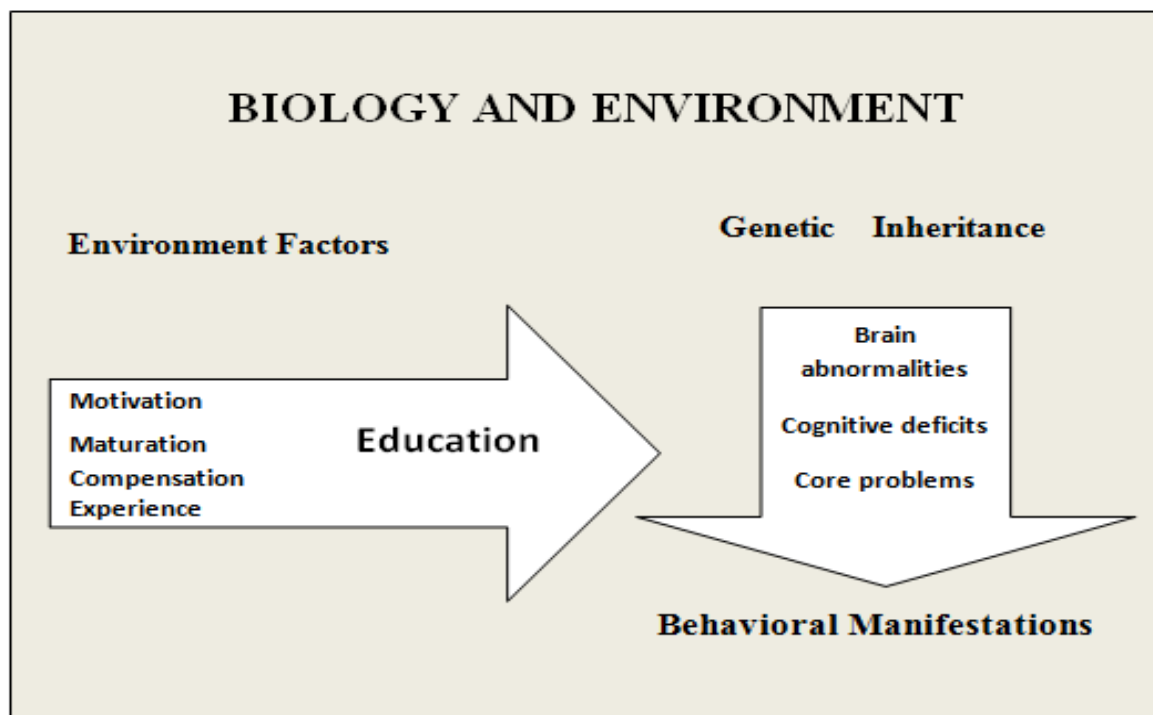 BIOLOGY AND ENVIRONMENT
Environment Factors
Genetic Inheritance
Motivation
Maturation
Compensation
Experience
Education
Brain
abnormalities
Cognitive deficits
Core problems
Behavioral Manifestations